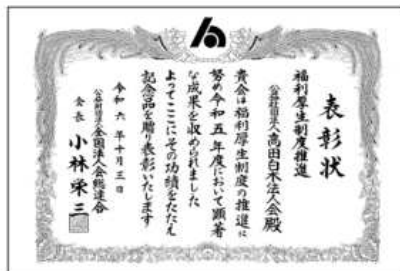 表彰状
福利厚生制度推進
公益社団法人 高田白木法人会殿
貴会は福利厚生制度の推進に
努め令和五年度において顕著
な成果を収められました
よってここにその功績をたたえ
記念品を贈り表彰いたします
令和六年十月三日
公益財団法人全国法人会総連合
会長 小林栄三